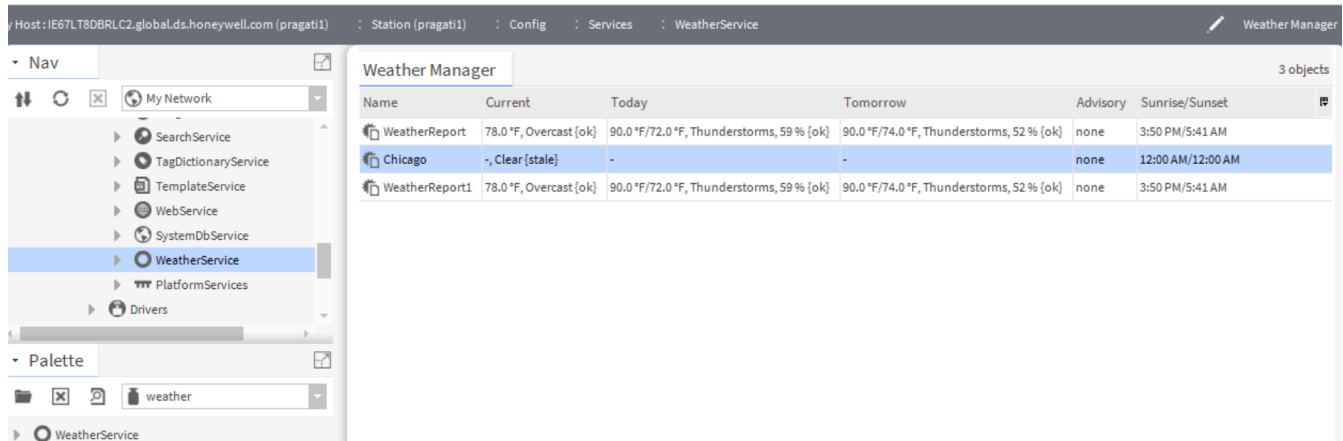 y Host : IE67LT8DBRLC2.global.ds.honeywell.com (pragati1) : Station (pragati1) : Config : Services : WeatherService Weather Manager
Nav
My Network
SearchService
TagDictionaryService
TemplateService
WebService
SystemDbService
WeatherService
PlatformServices
Drivers
Palette
weather
WeatherService
Weather Manager 3 objects
Name Current Today Tomorrow Advisory Sunrise/Sunset
WeatherReport 78.0 °F, Overcast {ok} 90.0 °F/72.0 °F, Thunderstorms, 59 % {ok} 90.0 °F/74.0 °F, Thunderstorms, 52 % {ok} none 3:50 PM/5:41 AM
Chicago -, Clear {stale} - - none 12:00 AM/12:00 AM
WeatherReport1 78.0 °F, Overcast {ok} 90.0 °F/72.0 °F, Thunderstorms, 59 % {ok} 90.0 °F/74.0 °F, Thunderstorms, 52 % {ok} none 3:50 PM/5:41 AM